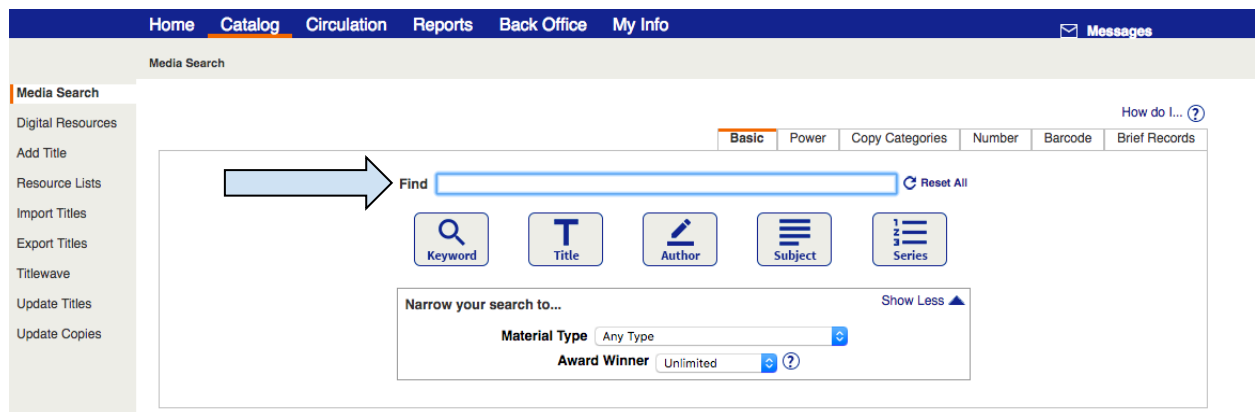 Home Catalog Circulation Reports Back Office My Info Messages
Media Search
Media Search
Digital Resources
Add Title
Resource Lists
Import Titles
Export Titles
Titlewave
Update Titles
Update Copies
How do I... ?
Basic Power Copy Categories Number Barcode Brief Records
Find Reset All
Keyword Title Author 1 2 3 Subject Series
Narrow your search to... Show Less
Material Type Any Type
Award Winner Unlimited ?